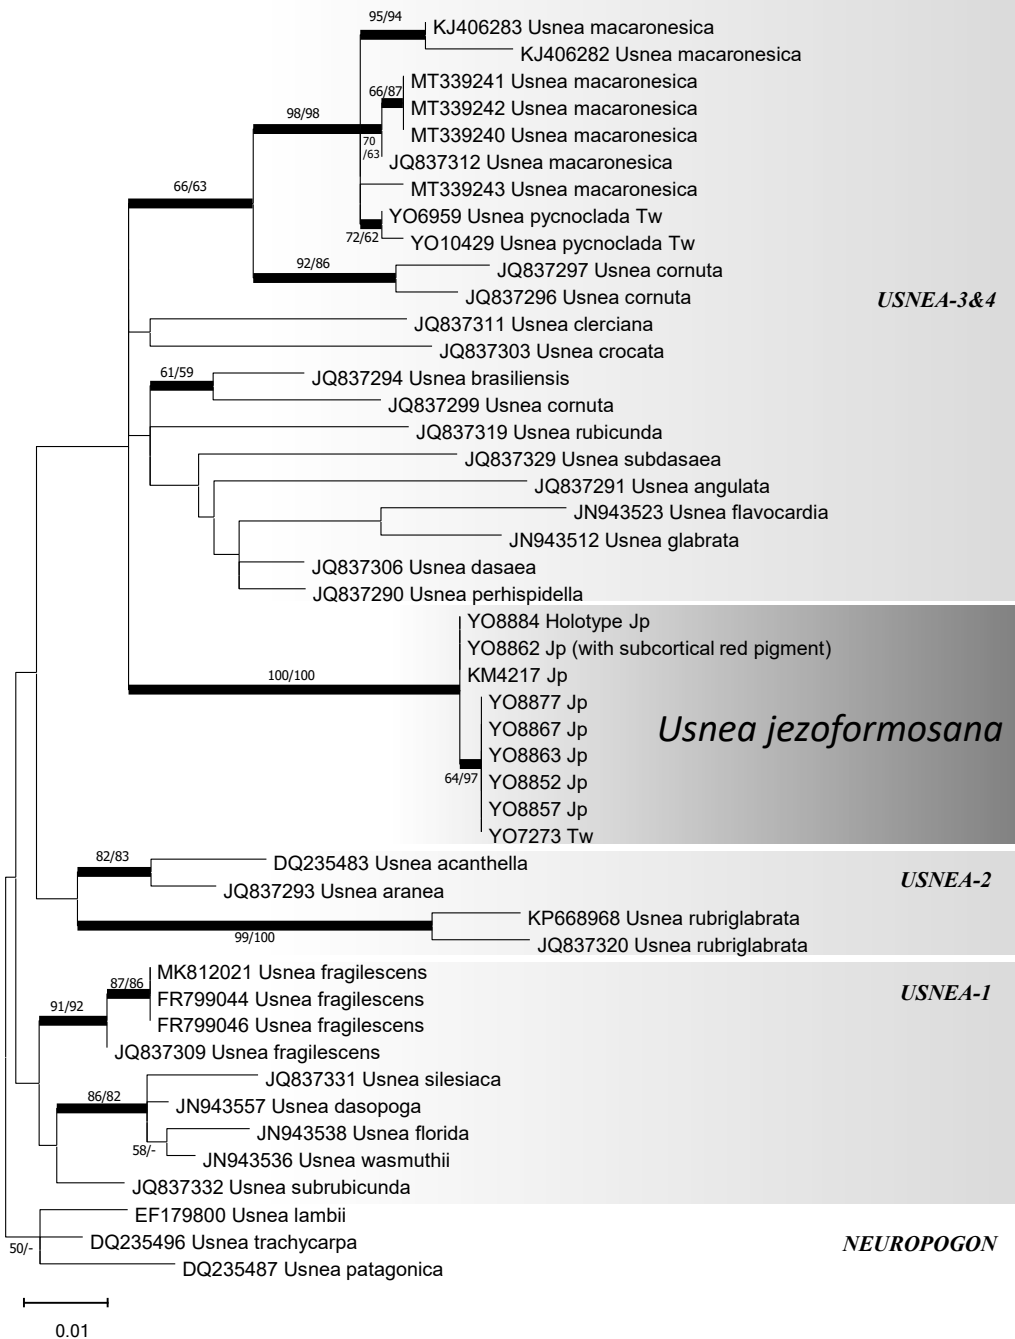 95/94
KJ406283 Usnea macaronesica
KJ406282 Usnea macaronesica
MT339241 Usnea macaronesica
66/87
MT339242 Usnea macaronesica
98/98
MT339240 Usnea macaronesica
70
/63
JQ837312 Usnea macaronesica
66/63
MT339243 Usnea macaronesica
YO6959 Usnea pycnoclada Tw
72/62
YO10429 Usnea pycnoclada Tw
92/86
JQ837297 Usnea cornuta
JQ837296 Usnea cornuta
USNEA-3&4
JQ837311 Usnea clerciana
JQ837303 Usnea crocata
61/59
JQ837294 Usnea brasiliensis
JQ837299 Usnea cornuta
JQ837319 Usnea rubicunda
JQ837329 Usnea subdasaea
JQ837291 Usnea angulata
JN943523 Usnea flavocardia
JN943512 Usnea glabrata
JQ837306 Usnea dasaea
JQ837290 Usnea perhispidella
YO8884 Holotype Jp
YO8862 Jp (with subcortical red pigment)
100/100
KM4217 Jp
YO8877 Jp
YO8867 Jp
Usnea jezoformosana
YO8863 Jp
64/97
YO8852 Jp
YO8857 Jp
YO7273 Tw
82/83
DQ235483 Usnea acanthella
JQ837293 Usnea aranea
USNEA-2
KP668968 Usnea rubriglabrata
99/100
JQ837320 Usnea rubriglabrata
MK812021 Usnea fragilescens
87/86
FR799044 Usnea fragilescens
USNEA-1
91/92
FR799046 Usnea fragilescens
JQ837309 Usnea fragilescens
JQ837331 Usnea silesiaca
86/82
JN943557 Usnea dasopoga
JN943538 Usnea florida
58/-
JN943536 Usnea wasmuthii
JQ837332 Usnea subrubicunda
EF179800 Usnea lambii
50/-
DQ235496 Usnea trachycarpa
NEUROPOGON
DQ235487 Usnea patagonica
0.01